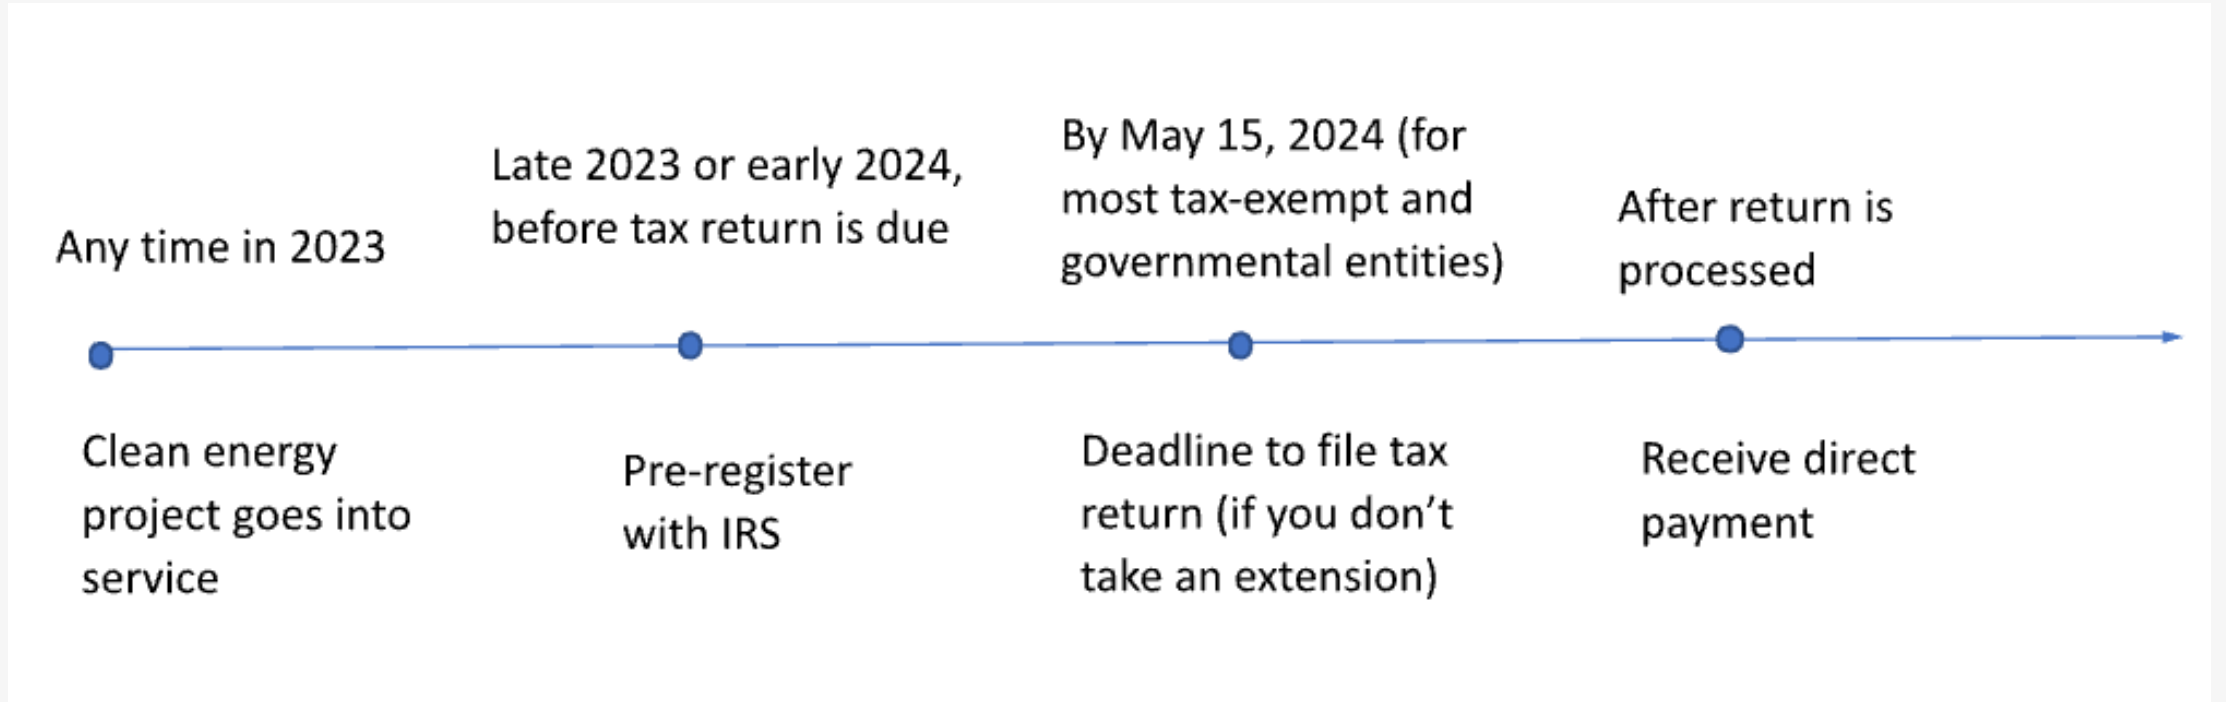 Any time in 2023
Late 2023 or early 2024,
before tax return is due
By May 15, 2024 (for
most tax-exempt and
governmental entities)
After return is
processed
Clean energy
project goes into
service
Pre-register
with IRS
Deadline to file tax
return (if you don’t
take an extension)
Receive direct
payment